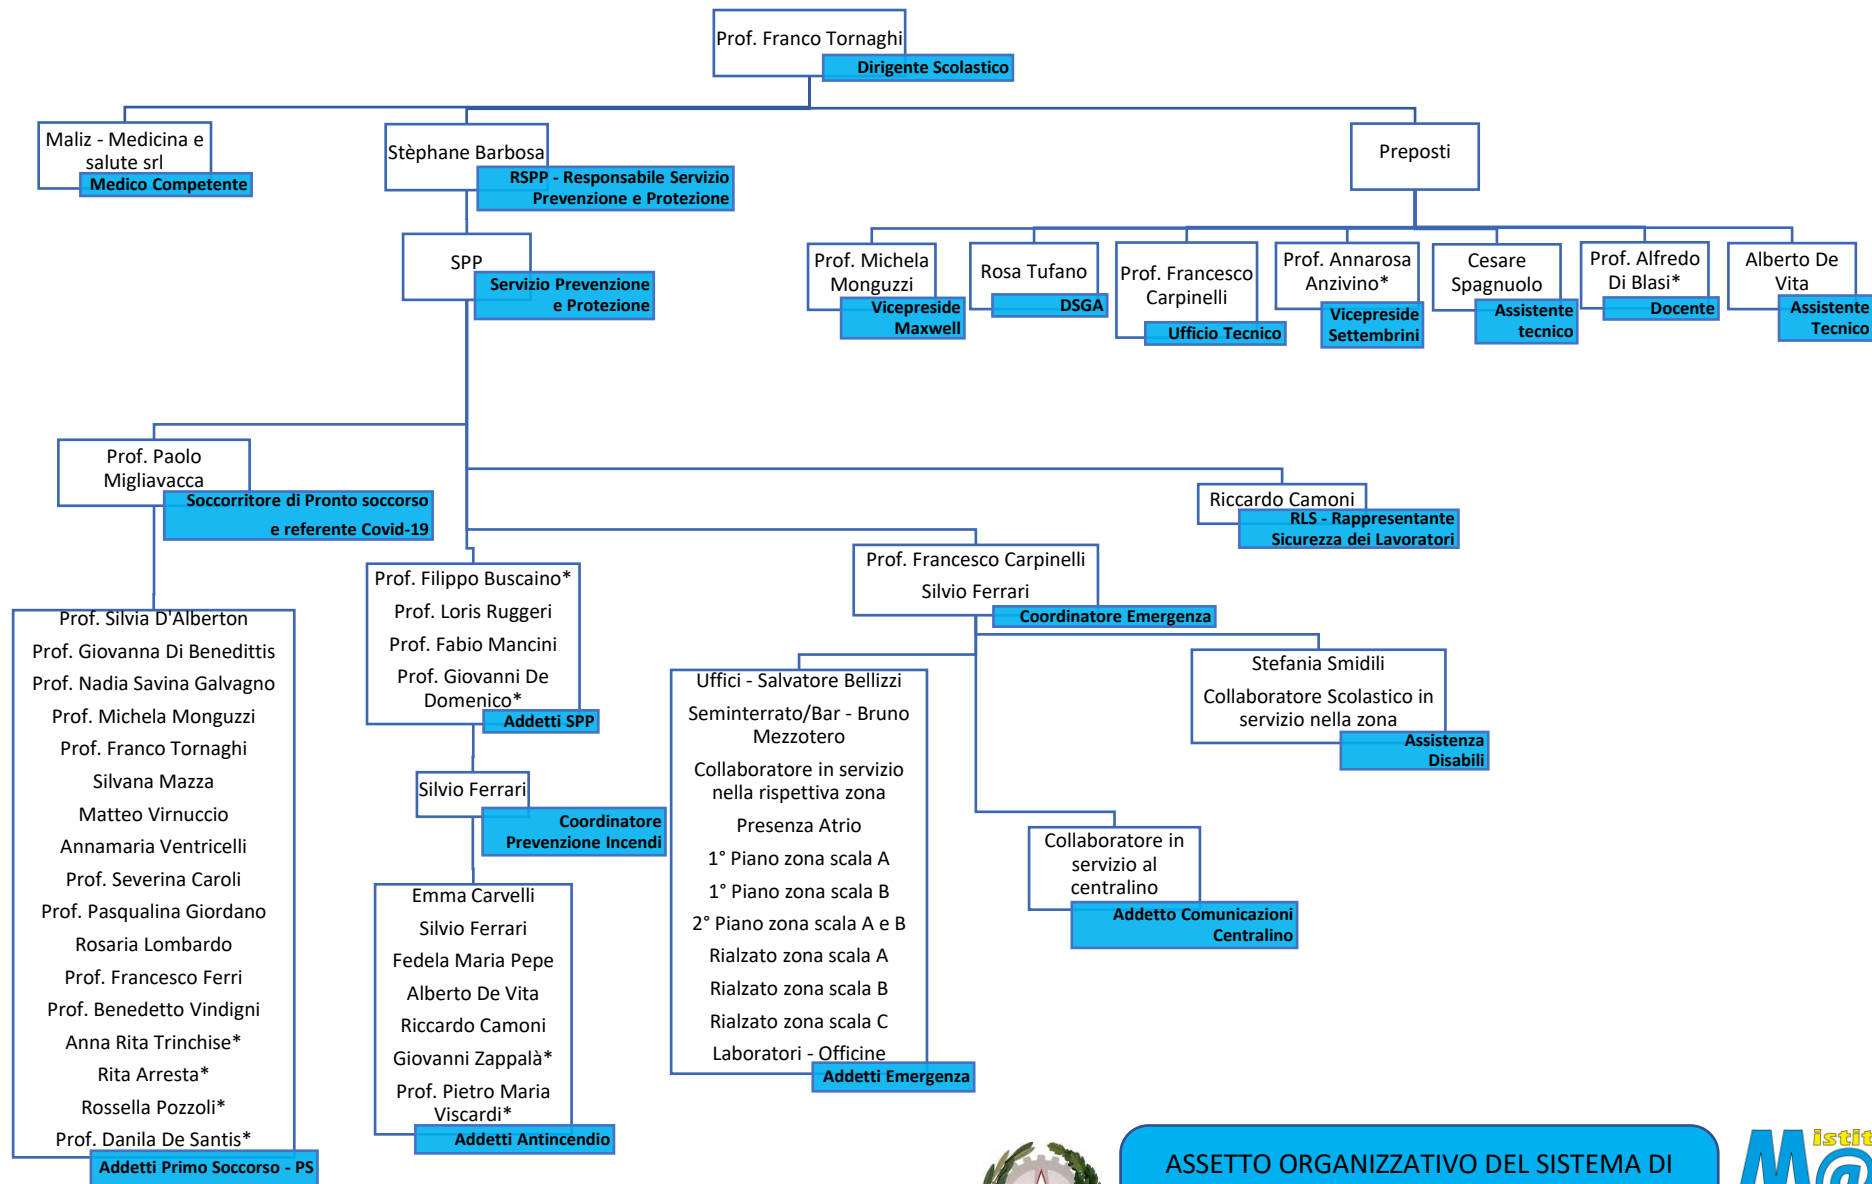 Prof. Franco Tornaghi
Dirigente Scolastico
Maliz - Medicina e
salute srl
Medico Competente
Stèphane Barbosa
RSPP - Responsabile Servizio
Prevenzione e Protezione
Preposti
SPP
Servizio Prevenzione
e Protezione
Prof. Michela
Monguzzi
Vicepreside
Maxwell
Rosa Tufano
DSGA
Prof. Francesco
Carpinelli
Ufficio Tecnico
Prof. Annarosa
Anzivino*
Vicepreside
Settembrini
Cesare
Spagnuolo
Assistente
tecnico
Prof. Alfredo
Di Blasi*
Docente
Alberto De
Vita
Assistente
Tecnico
Prof. Paolo
Migliavacca
Soccorritore di Pronto soccorso
e referente Covid-19
Riccardo Camoni
RLS - Rappresentante
Sicurezza dei Lavoratori
Prof. Silvia D'Alberton
Prof. Giovanna Di Benedittis
Prof. Nadia Savina Galvagno
Prof. Michela Monguzzi
Prof. Franco Tornaghi
Silvana Mazza
Matteo Virnuccio
Annamaria Ventricelli
Prof. Severina Caroli
Prof. Pasqualina Giordano
Rosaria Lombardo
Prof. Francesco Ferri
Prof. Benedetto Vindigni
Anna Rita Trinchise*
Rita Arresta*
Rossella Pozzoli*
Prof. Danila De Santis*
Addetti Primo Soccorso - PS
Prof. Filippo Buscaino*
Prof. Loris Ruggeri
Prof. Fabio Mancini
Prof. Giovanni De
Domenico*
Addetti SPP
Silvio Ferrari
Coordinatore
Prevenzione Incendi
Emma Carvelli
Silvio Ferrari
Fedela Maria Pepe
Alberto De Vita
Riccardo Camoni
Giovanni Zappalà*
Prof. Pietro Maria
Viscardi*
Addetti Antincendio
Prof. Francesco Carpinelli
Silvio Ferrari
Coordinatore Emergenza
Uffici - Salvatore Bellizzi
Seminterrato/Bar - Bruno
Mezzotero
Collaboratore in servizio
nella rispettiva zona
Presenza Atrio
1° Piano zona scala A
1° Piano zona scala B
2° Piano zona scala A e B
Rialzato zona scala A
Rialzato zona scala B
Rialzato zona scala C
Laboratori - Officine
Addetti Emergenza
Stefania Smidili
Collaboratore Scolastico in
servizio nella zona
Assistenza
Disabili
Collaboratore in
servizio al
centralino
Addetto Comunicazioni
Centralino
ASSETTO ORGANIZZATIVO DEL SISTEMA DI
istit
M@